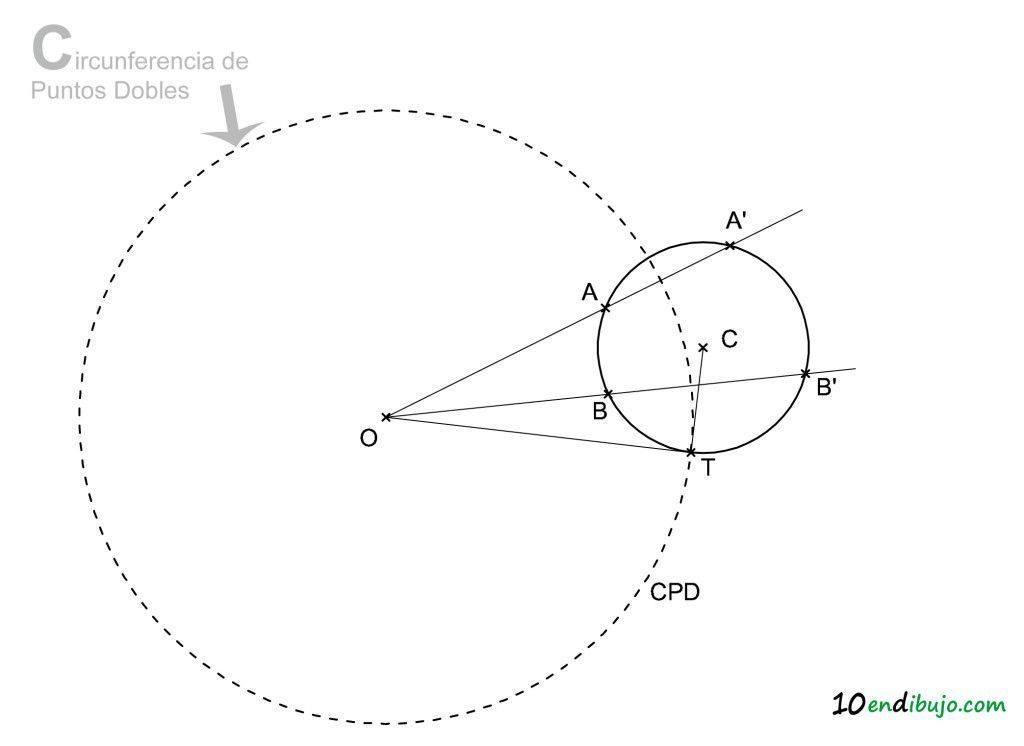 Circunferencia de
Puntos Dobles
A'
A
C
B'
B
O
T
CPD
10endibujo.com